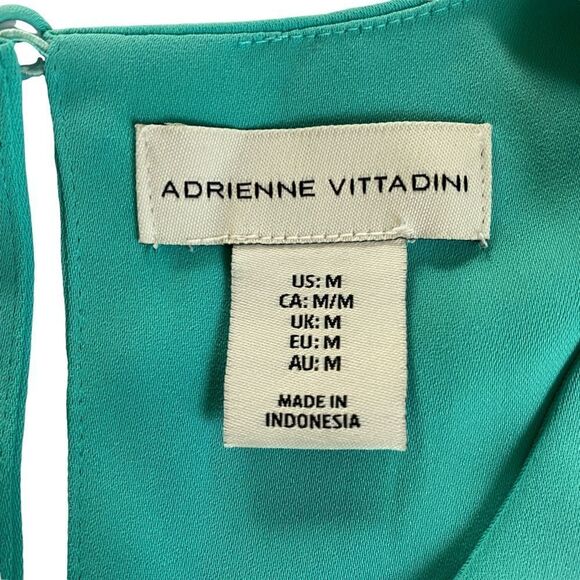 ADRIENNE VITTADINI
US: M
CA: M/M
UK: M
EU: M
AU: M
MADE IN
INDONESIA